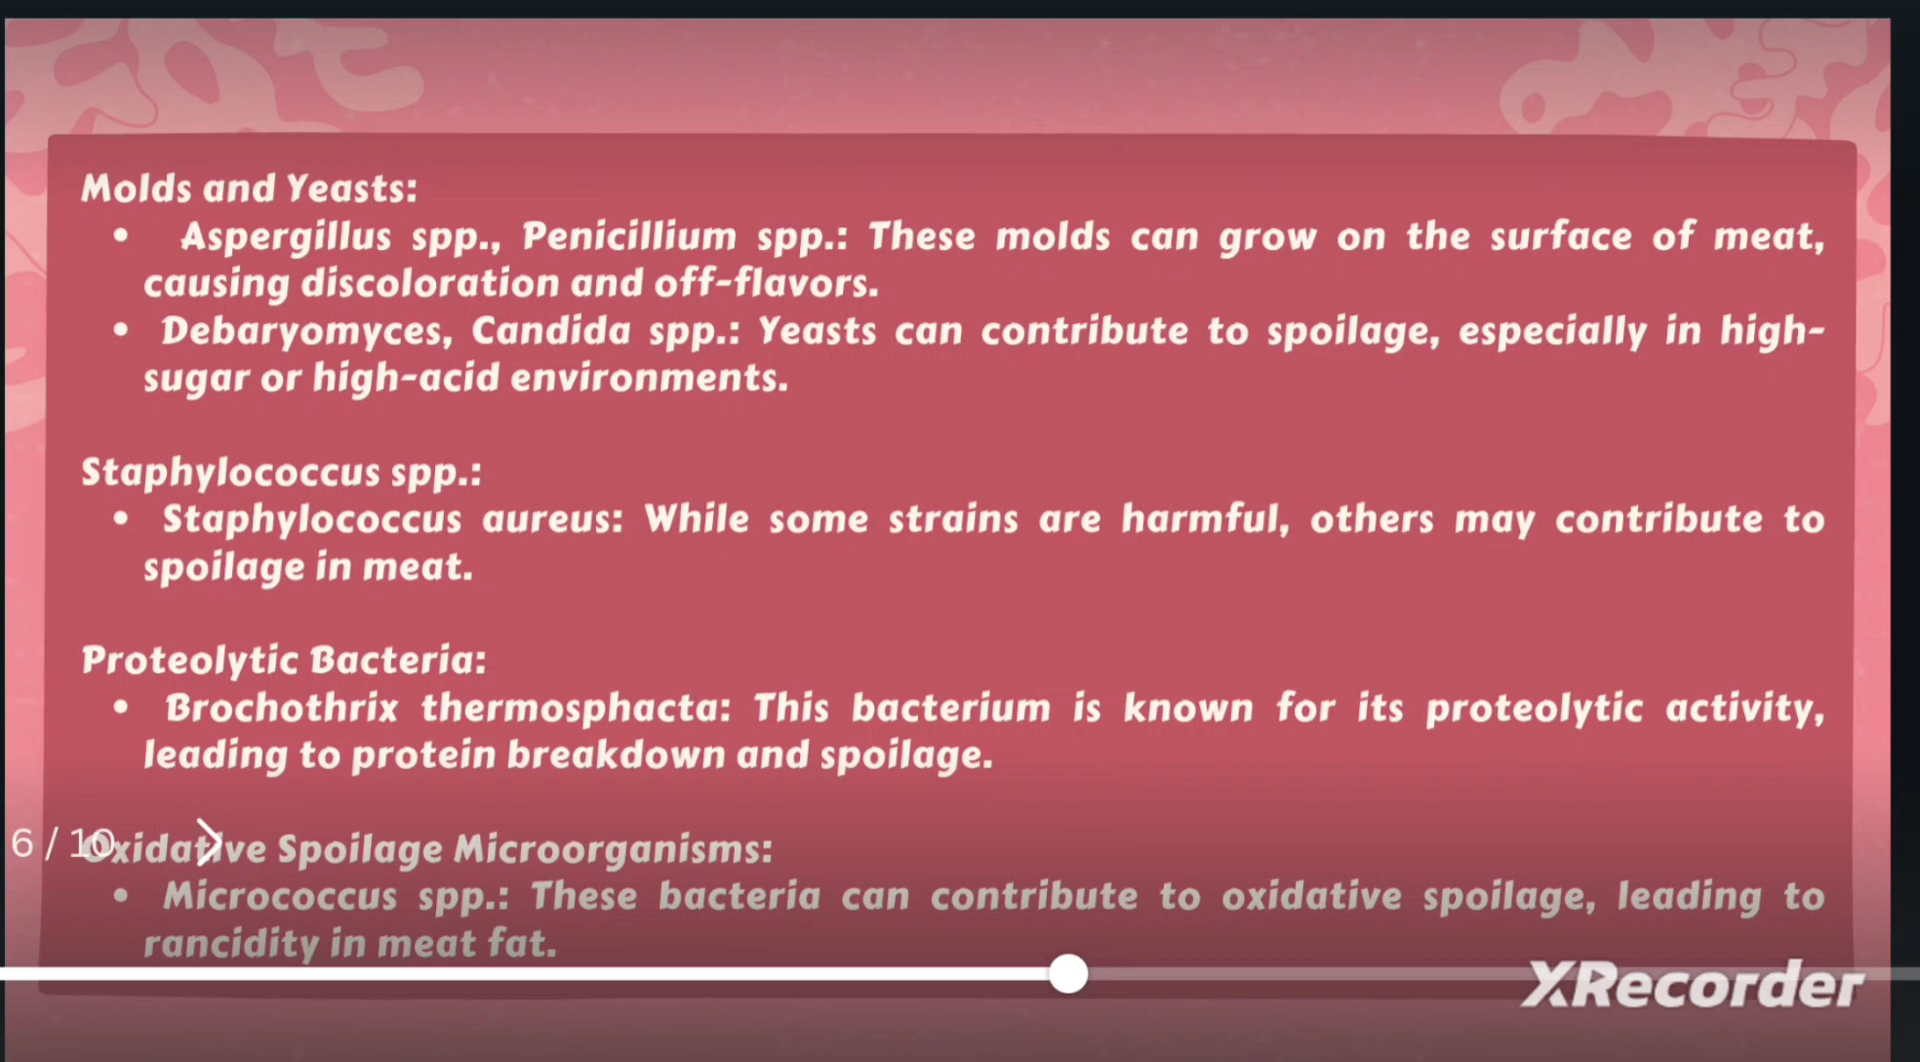 Molds and Yeasts:
• Aspergillus spp., Penicillium spp.: These molds can grow on the surface of meat,
causing discoloration and off-flavors.
• Debaryomyces, Candida spp.: Yeasts can contribute to spoilage, especially in high-
sugar or high-acid environments.
Staphylococcus spp.:
• Staphylococcus aureus: While some strains are harmful, others may contribute to
spoilage in meat.
Proteolytic Bacteria:
• Brochothrix thermosphacta: This bacterium is known for its proteolytic activity,
leading to protein breakdown and spoilage.
6 / 10
Oxidative Spoilage Microorganisms:
• Micrococcus spp.: These bacteria can contribute to oxidative spoilage, leading to
rancidity in meat fat.
XRecorder